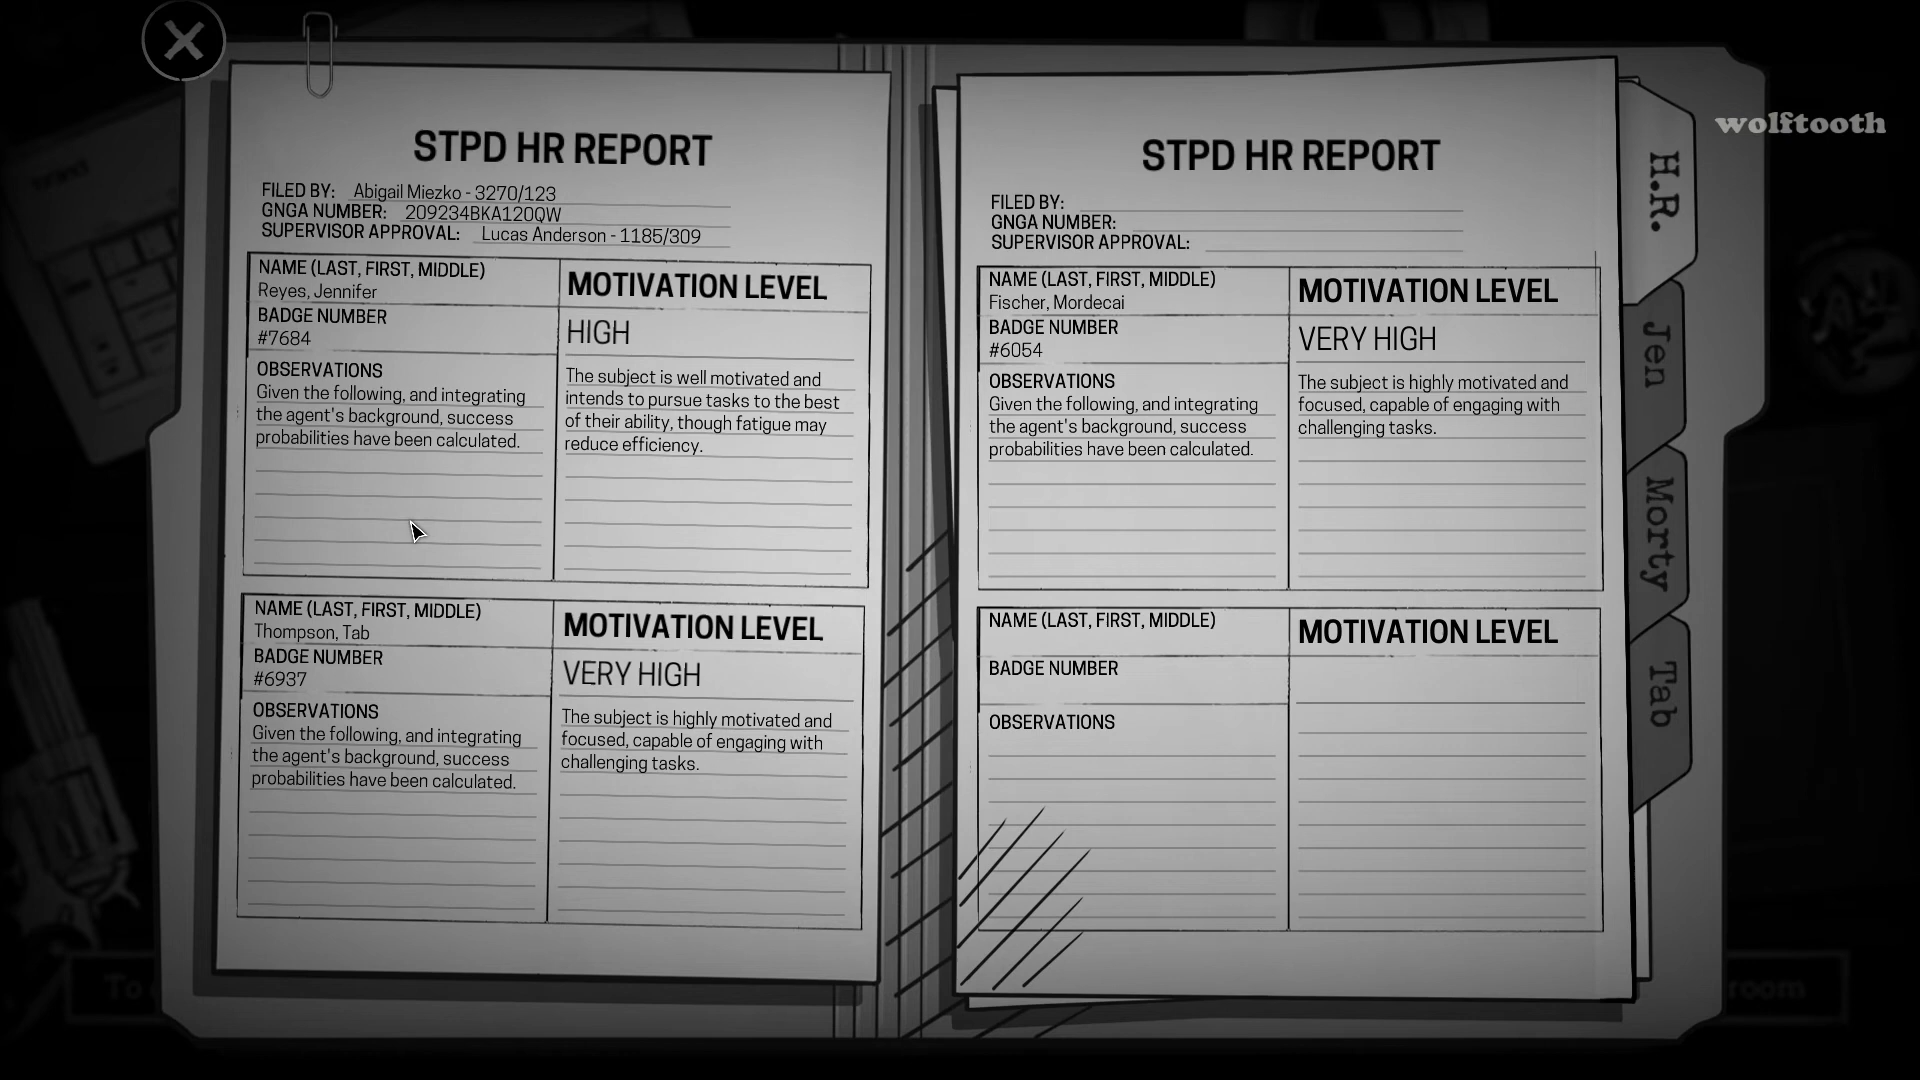 STPD HR REPORT
FILED BY: Abigail Miezko - 3270/123
GNGA NUMBER: 209234BKA120QW
SUPERVISOR APPROVAL: Lucas Anderson - 1185/309
NAME (LAST, FIRST, MIDDLE)
Reyes, Jennifer
BADGE NUMBER
#7684
OBSERVATIONS
Given the following, and integrating
the agent's background, success
probabilities have been calculated.
MOTIVATION LEVEL
HIGH
The subject is well motivated and
intends to pursue tasks to the best
of their ability, though fatigue may
reduce efficiency.
NAME (LAST, FIRST, MIDDLE)
Thompson, Tab
BADGE NUMBER
#6937
OBSERVATIONS
Given the following, and integrating
the agent's background, success
probabilities have been calculated.
MOTIVATION LEVEL
VERY HIGH
The subject is highly motivated and
focused, capable of engaging with
challenging tasks.
STPD HR REPORT
FILED BY:
GNGA NUMBER:
SUPERVISOR APPROVAL:
NAME (LAST, FIRST, MIDDLE)
Fischer, Mordecai
BADGE NUMBER
#6054
OBSERVATIONS
Given the following, and integrating
the agent's background, success
probabilities have been calculated.
MOTIVATION LEVEL
VERY HIGH
The subject is highly motivated and
focused, capable of engaging with
challenging tasks.
NAME (LAST, FIRST, MIDDLE)
BADGE NUMBER
OBSERVATIONS
MOTIVATION LEVEL
wolftooth
H.R.
Jen
Morty
Tab
To
room